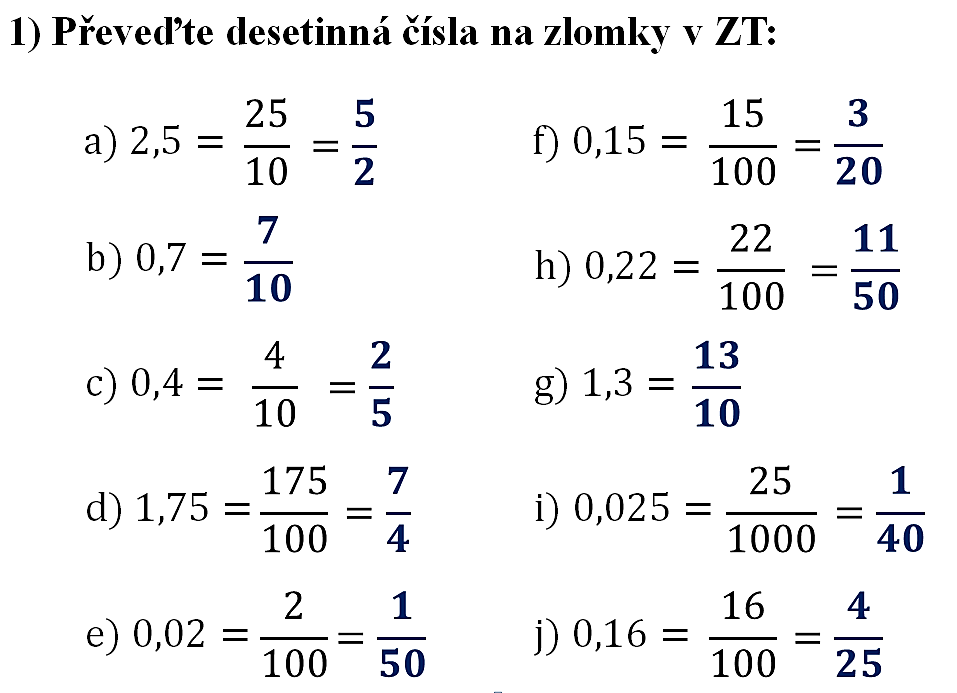 1) Převeďte desetinná čísla na zlomky v ZT:
a) 2,5 = 25/10 = 5/2
b) 0,7 = 7/10
c) 0,4 = 4/10 = 2/5
d) 1,75 = 175/100 = 7/4
e) 0,02 = 2/100 = 1/50
f) 0,15 = 15/100 = 3/20
h) 0,22 = 22/100 = 11/50
g) 1,3 = 13/10
i) 0,025 = 25/1000 = 1/40
j) 0,16 = 16/100 = 4/25